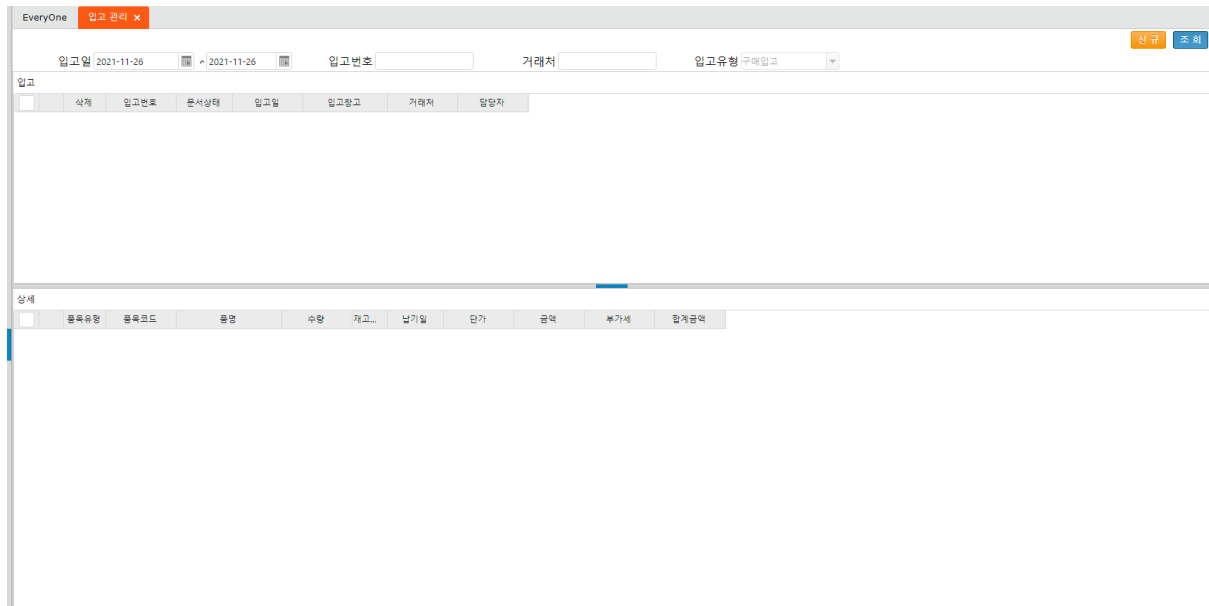 EveryOne 입고 관리 ×
신규 조회
입고일 2021-11-26 ~ 2021-11-26 입고번호 거래처 입고유형 구매입고
입고
삭제 입고번호 문서상태 입고일 입고창고 거래처 담당자
상세
품목유형 품목코드 품명 수량 재고... 납기일 단가 금액 부가세 합계금액